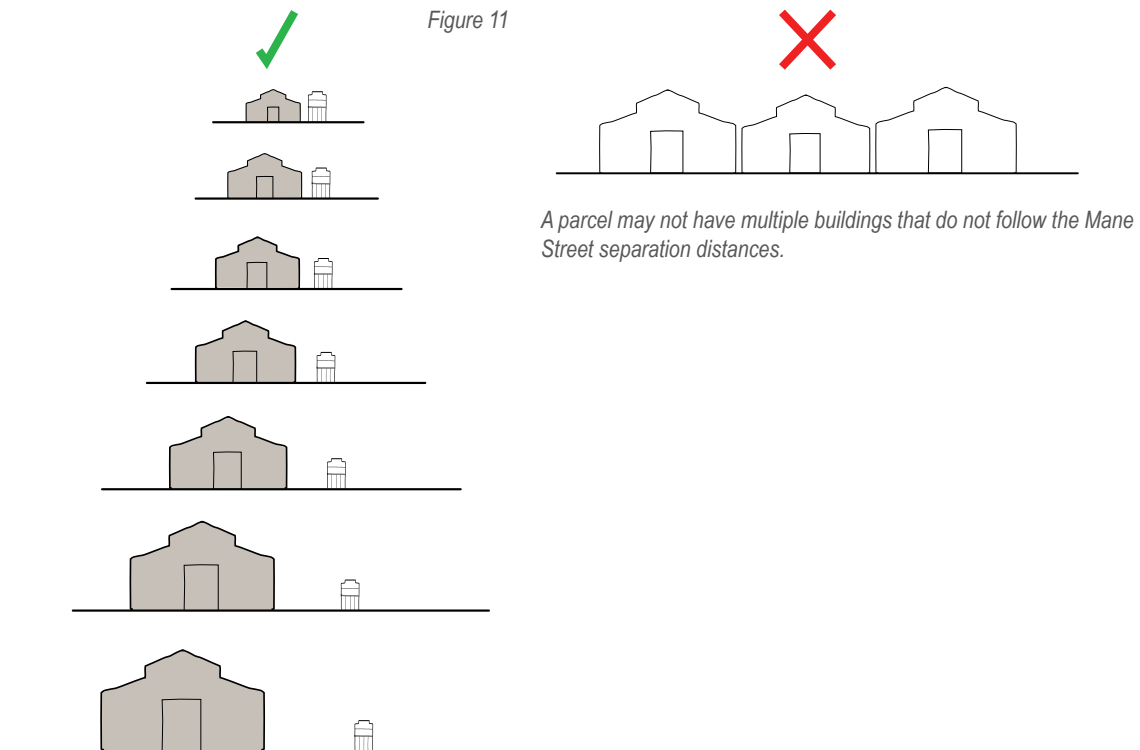 Figure 11
A parcel may not have multiple buildings that do not follow the Mane
Street separation distances.